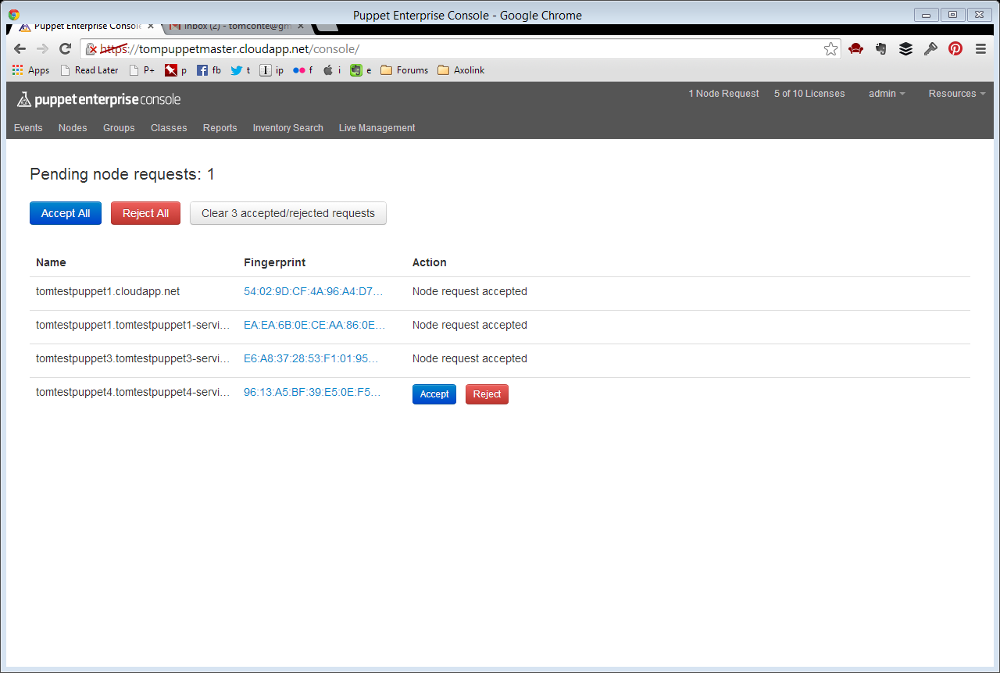 Puppet Enterprise Console - Google Chrome
Puppet Enterprise Consol
Inbox (2) - tomconte@gm
https://tompuppetmaster.cloudapp.net/console/
Apps Read Later P+ p fb t I ip f i e Forums Axolink
puppet enterprise console
1 Node Request 5 of 10 Licenses admin Resources
Events Nodes Groups Classes Reports Inventory Search Live Management
Pending node requests: 1
Accept All Reject All Clear 3 accepted/rejected requests
Name Fingerprint Action
tomtestpuppet1.cloudapp.net 54:02:9D:CF:4A:96:A4:D7... Node request accepted
tomtestpuppet1.tomtestpuppet1-servi... EA:EA:6B:0E:CE:AA:86:0E... Node request accepted
tomtestpuppet3.tomtestpuppet3-servi... E6:A8:37:28:53:F1:01:95... Node request accepted
tomtestpuppet4.tomtestpuppet4-servi... 96:13:A5:BF:39:E5:0E:F5... Accept Reject